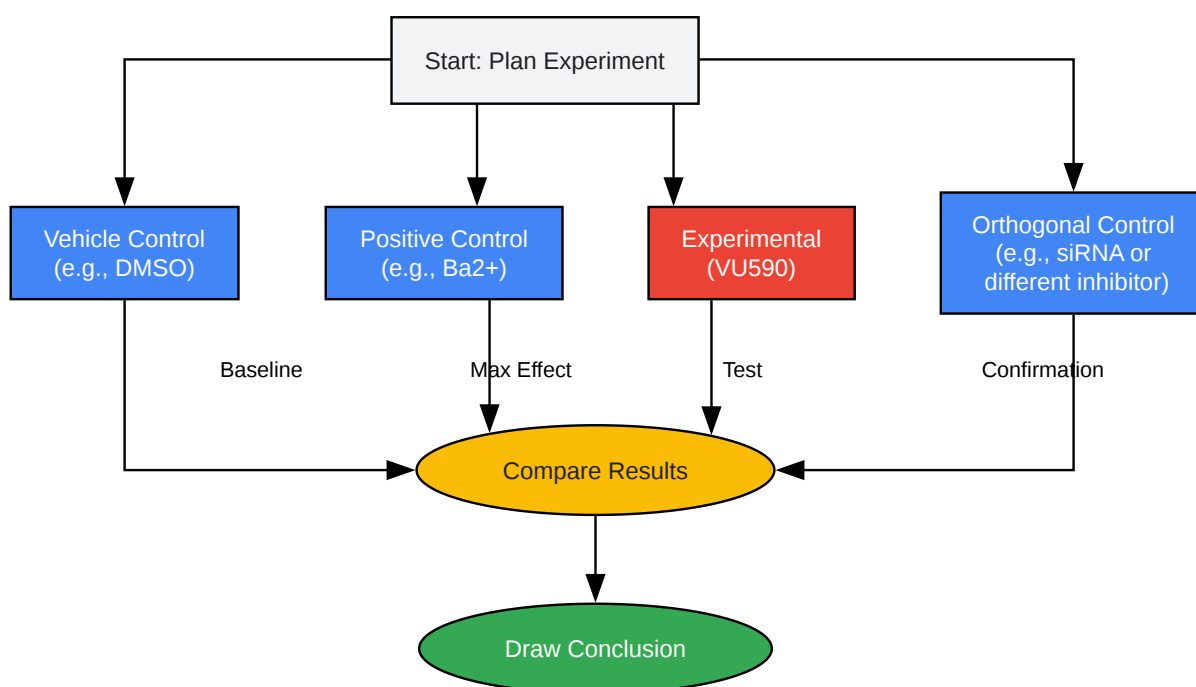 Start: Plan Experiment
Vehicle Control
(e.g., DMSO)
Positive Control
(e.g., Ba2+)
Experimental
(VU590)
Orthogonal Control
(e.g., siRNA or
different inhibitor)
Baseline
Max Effect
Test
Confirmation
Compare Results
Draw Conclusion